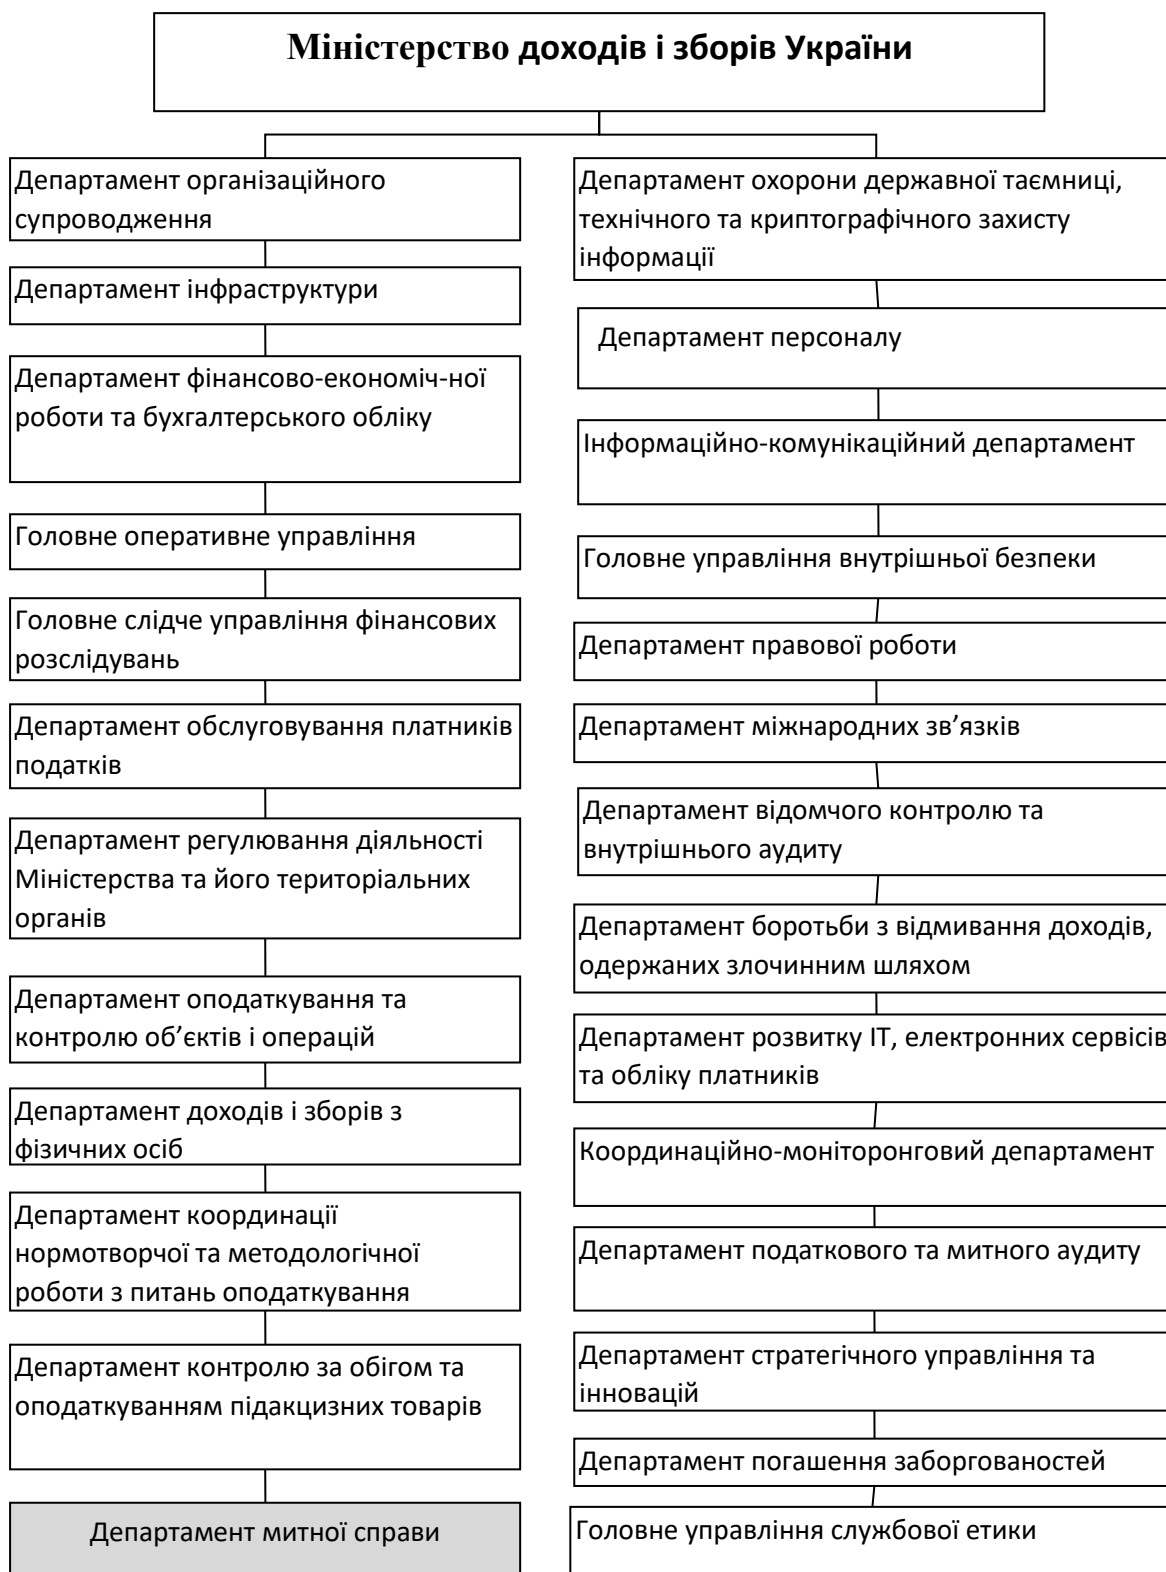 Міністерство доходів і зборів України
Департамент організаційного
супроводження
Департамент інфраструктури
Департамент фінансово-економіч-ної
роботи та бухгалтерського обліку
Головне оперативне управління
Головне слідче управління фінансових
розслідувань
Департамент обслуговування платників
податків
Департамент регулювання діяльності
Міністерства та його територіальних
органів
Департамент оподаткування та
контролю об’єктів і операцій
Департамент доходів і зборів з
фізичних осіб
Департамент координації
нормотворчої та методологічної
роботи з питань оподаткування
Департамент контролю за обігом та
оподаткуванням підакцизних товарів
Департамент митної справи
Департамент охорони державної таємниці,
технічного та криптографічного захисту
інформації
Департамент персоналу
Інформаційно-комунікаційний департамент
Головне управління внутрішньої безпеки
Департамент правової роботи
Департамент міжнародних зв’язків
Департамент відомчого контролю та
внутрішнього аудиту
Департамент боротьби з відмивання доходів,
одержаних злочинним шляхом
Департамент розвитку ІТ, електронних сервісів
та обліку платників
Координаційно-моніторонговий департамент
Департамент податкового та митного аудиту
Департамент стратегічного управління та
інновацій
Департамент погашення заборгованостей
Головне управління службової етики